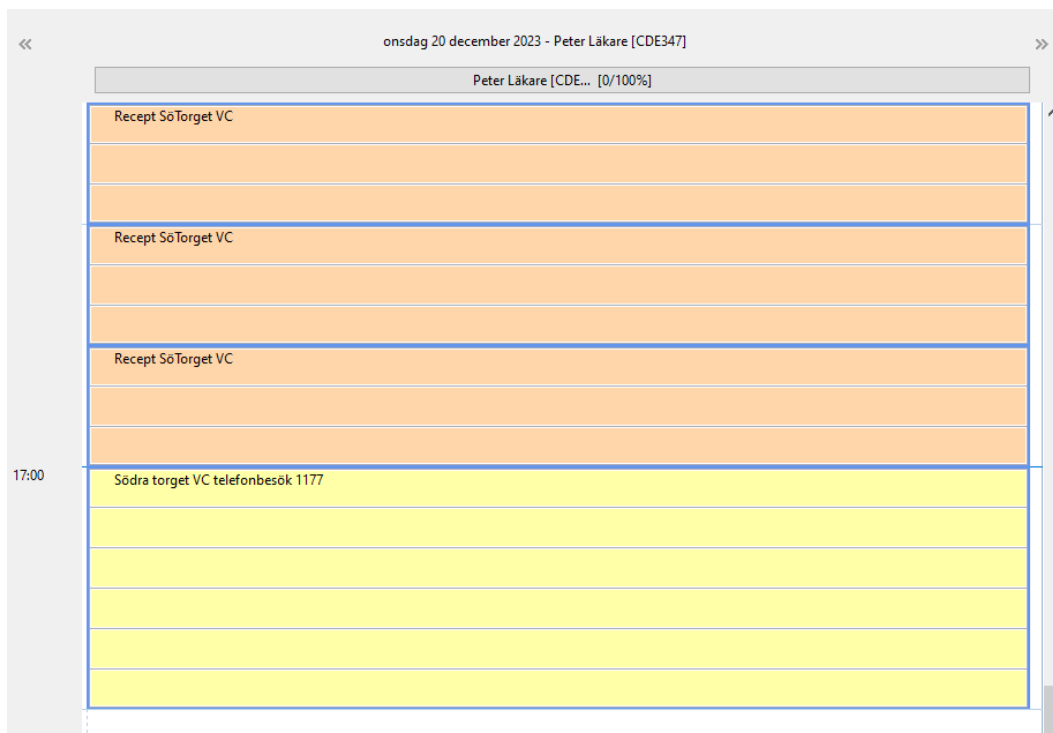 «
onsdag 20 december 2023 - Peter Läkare [CDE347]
»
Peter Läkare [CDE... [0/100%]
Recept SöTorget VC
Recept SöTorget VC
Recept SöTorget VC
17:00
Södra torget VC telefonbesök 1177